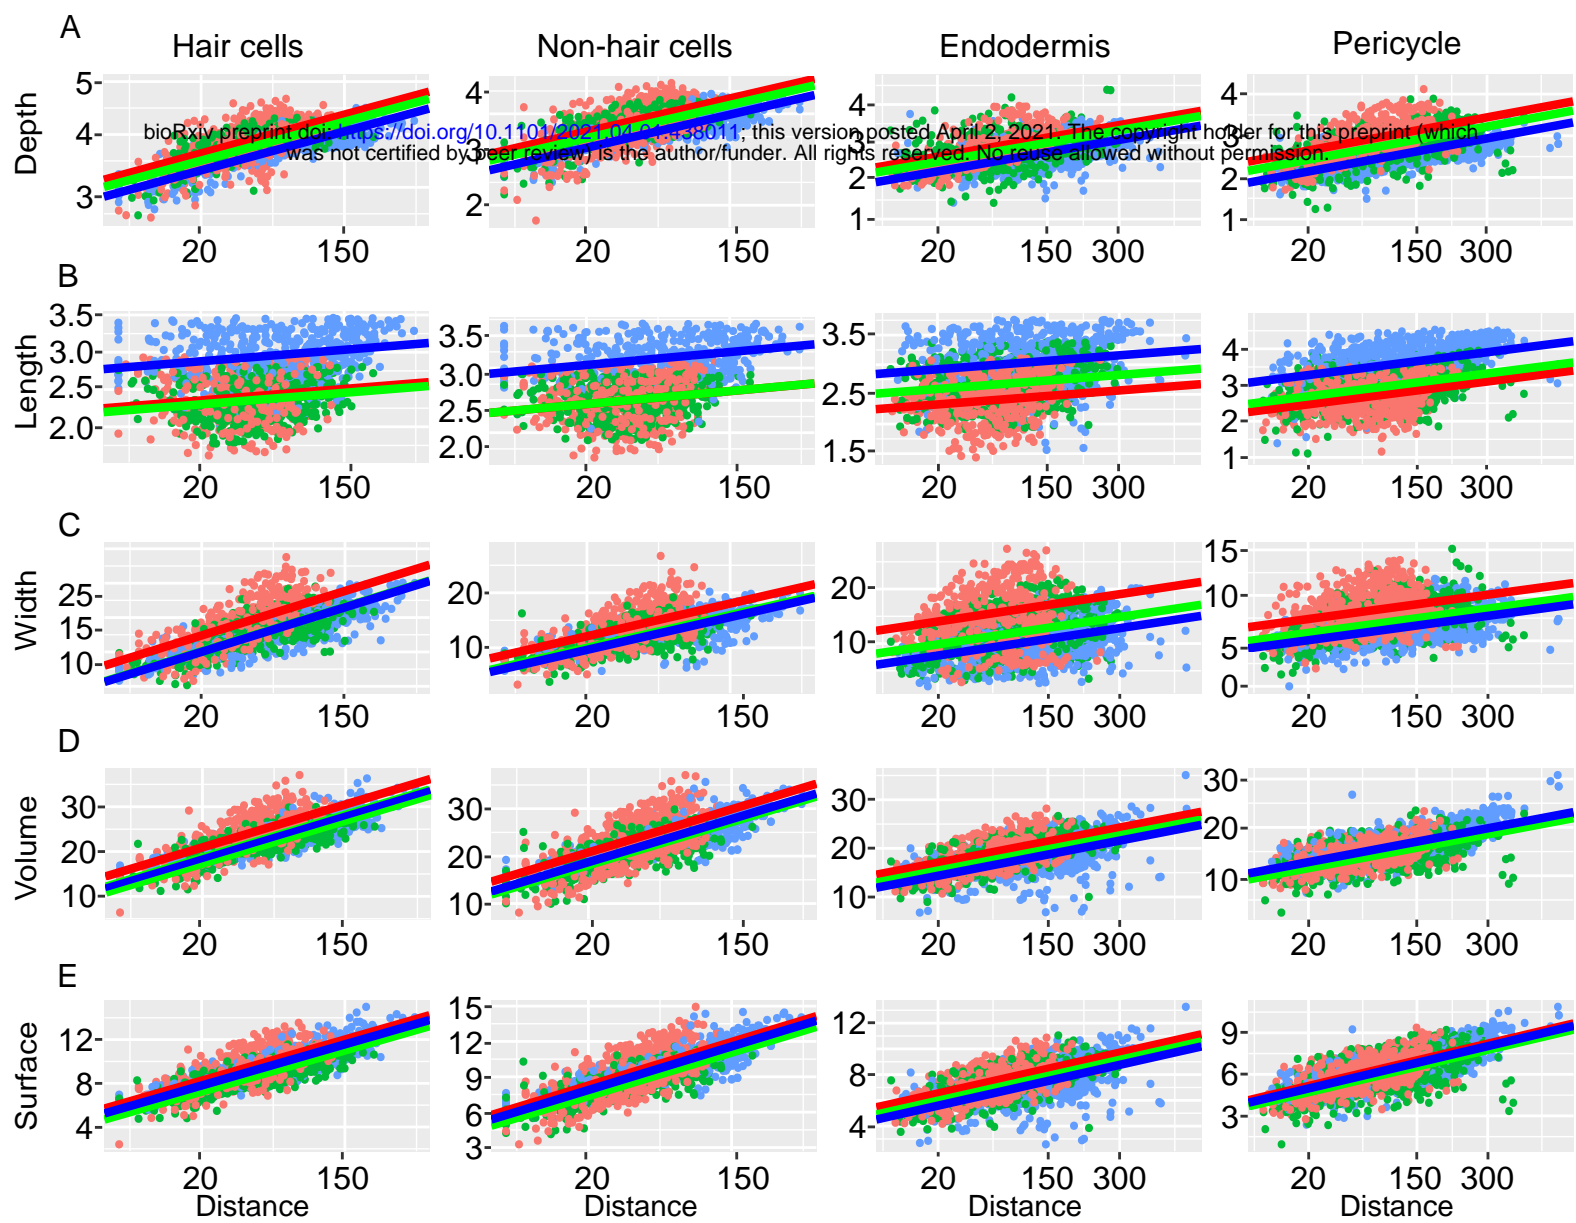 A
Hair cells Non-hair cells Endodermis Pericycle
Depth
5 4 3
4 3 2
4 3 2 1
4 3 2 1
bioRxiv preprint doi: https://doi.org/10.1101/2021.04.01.438011; this version posted April 2, 2021. The copyright holder for this preprint (which
was not certified by peer review) is the author/funder. All rights reserved. No reuse allowed without permission.
20 150 20 150 20 150 300 20 150 300
B
Length
3.5 3.0 2.5 2.0
3.5 3.0 2.5 2.0
3.5 2.5 1.5
4 3 2 1
20 150 20 150 20 150 300 20 150 300
C
Width
25 15 10
20 10
20 10
15 10 5 0
20 150 20 150 20 150 300 20 150 300
D
Volume
30 20 10
30 20 10
30 20 10
30 20 10
20 150 20 150 20 150 300 20 150 300
E
Surface
12 8 4
15 12 9 6 3
12 8 4
9 6 3
20 150 20 150 20 150 300 20 150 300
Distance Distance Distance Distance